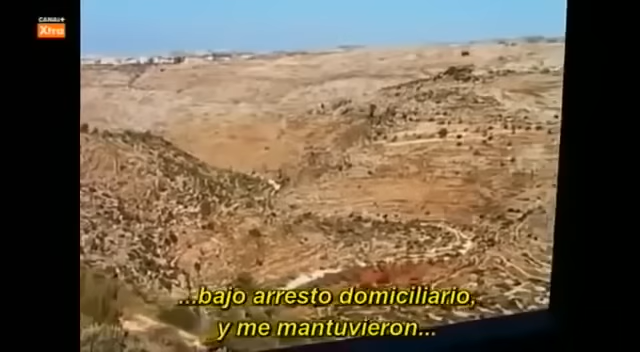 CANAL+
Xtra
...bajo arresto domiciliario,
y me mantuvieron...